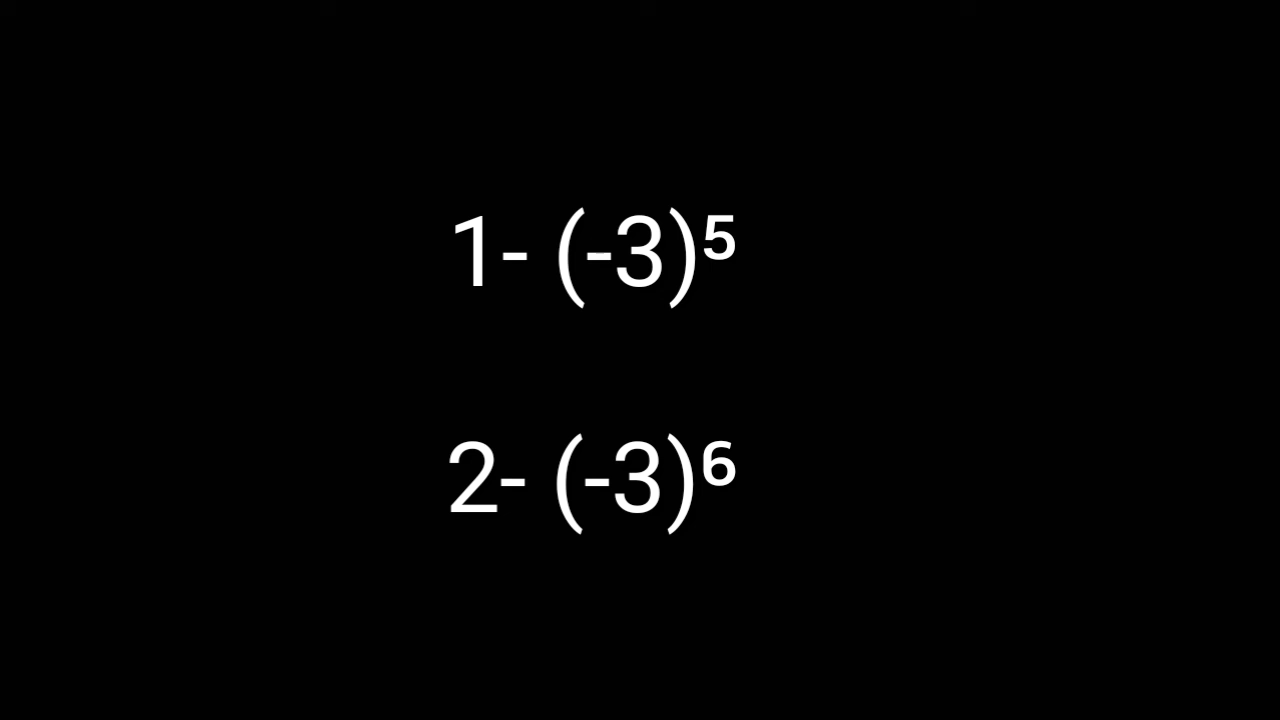 1- (-3)⁵
2- (-3)⁶